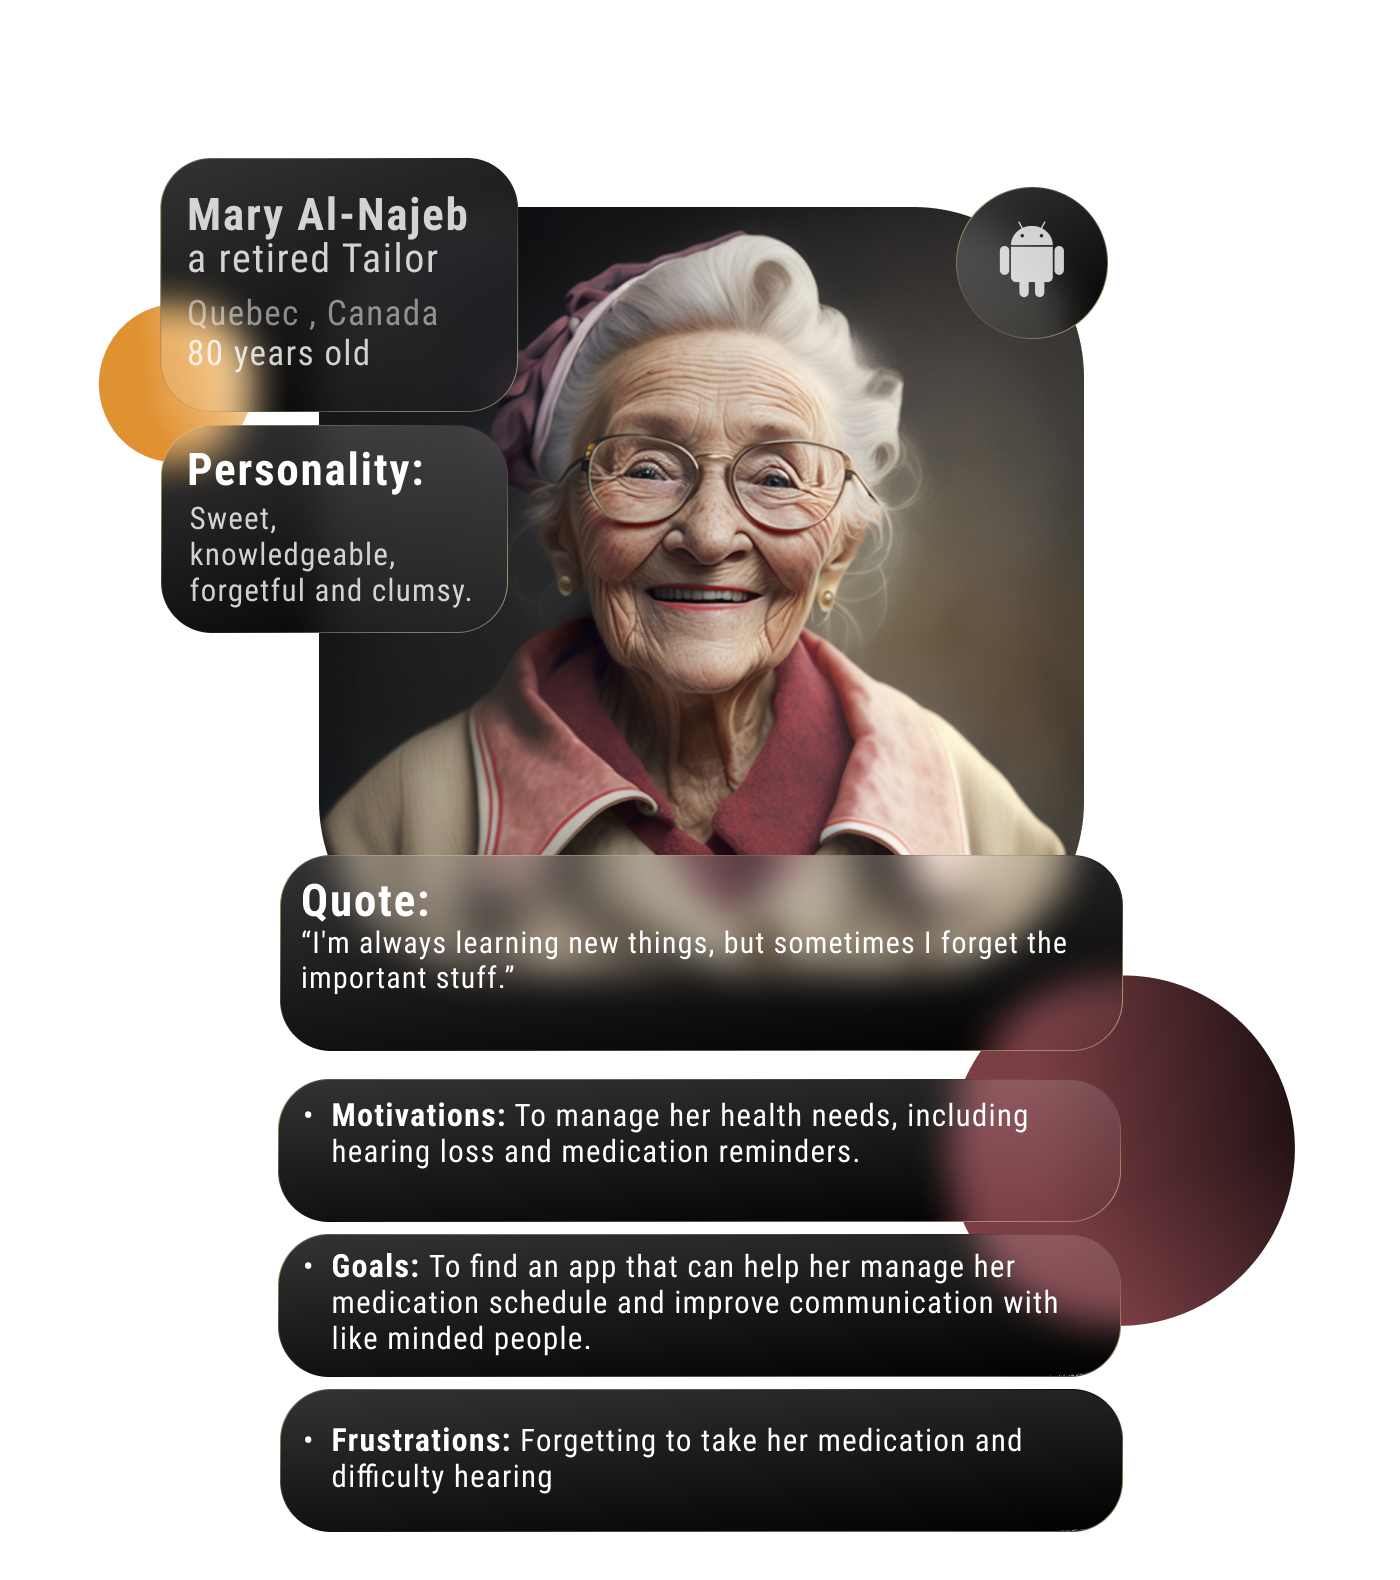 Mary Al-Najeb
a retired Tailor
Quebec , Canada
80 years old
Personality:
Sweet,
knowledgeable,
forgetful and clumsy.
Quote:
“I'm always learning new things, but sometimes I forget the
important stuff.”
• Motivations: To manage her health needs, including
hearing loss and medication reminders.
• Goals: To find an app that can help her manage her
medication schedule and improve communication with
like minded people.
• Frustrations: Forgetting to take her medication and
difficulty hearing